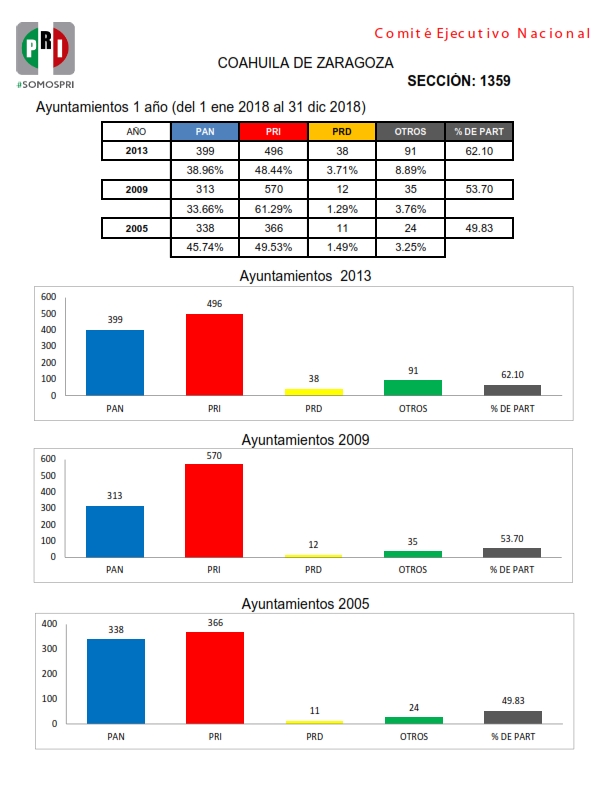 Comité Ejecutivo Nacional
PRI
#SOMOSPRI
COAHUILA DE ZARAGOZA
SECCIÓN: 1359
Ayuntamientos 1 año (del 1 ene 2018 al 31 dic 2018)
AÑO PAN PRI PRD OTROS % DE PART
2013 399 496 38 91 62.10
38.96% 48.44% 3.71% 8.89%
2009 313 570 12 35 53.70
33.66% 61.29% 1.29% 3.76%
2005 338 366 11 24 49.83
45.74% 49.53% 1.49% 3.25%
Ayuntamientos 2013
600
500
400
300
200
100
0
399 496 38 91 62.10
PAN PRI PRD OTROS % DE PART
Ayuntamientos 2009
600
500
400
300
200
100
0
313 570 12 35 53.70
PAN PRI PRD OTROS % DE PART
Ayuntamientos 2005
400
300
200
100
0
338 366 11 24 49.83
PAN PRI PRD OTROS % DE PART